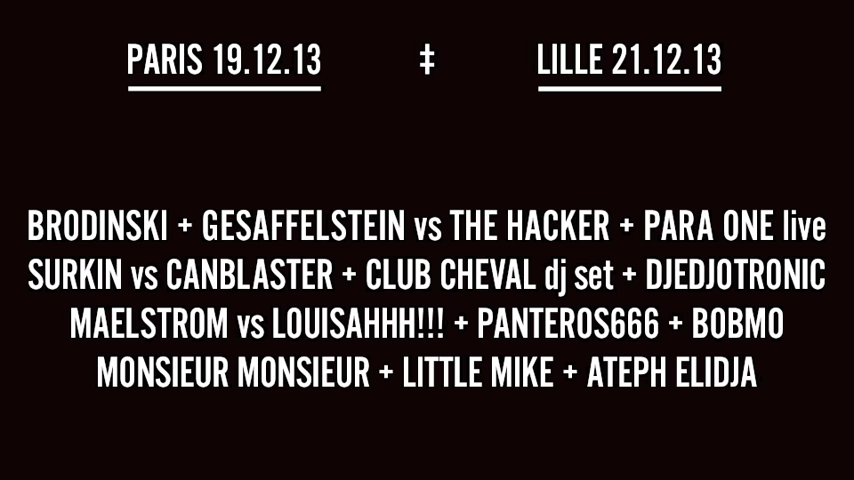 PARIS 19.12.13 ‡ LILLE 21.12.13
BRODINSKI + GESAFFELSTEIN vs THE HACKER + PARA ONE live
SURKIN vs CANBLASTER + CLUB CHEVAL dj set + DJEDJOTRONIC
MAELSTROM vs LOUISAHHH!!! + PANTEROS666 + BOBMO
MONSIEUR MONSIEUR + LITTLE MIKE + ATEPH ELIDJA